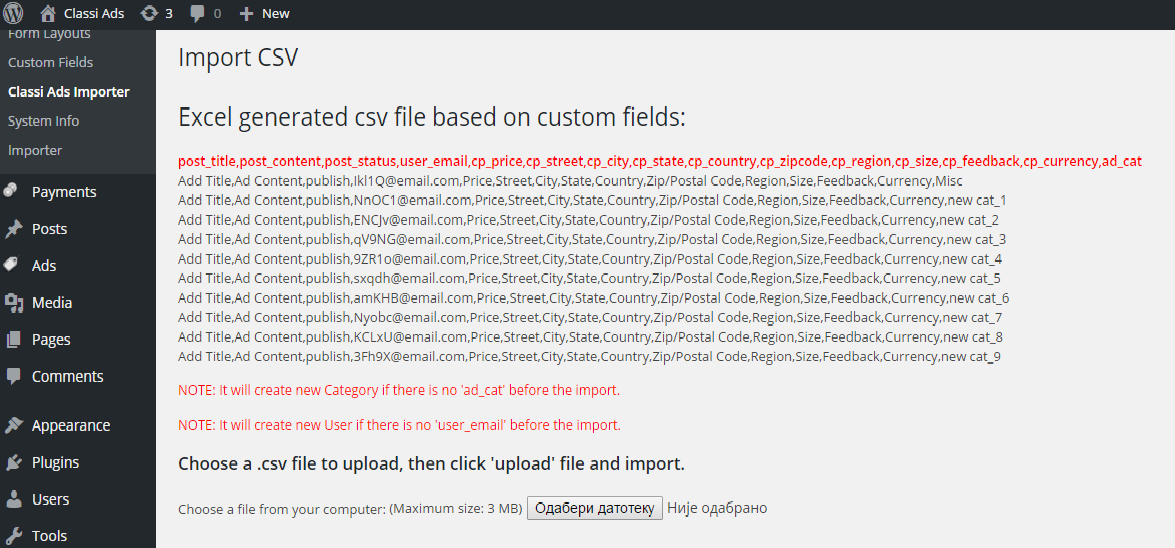 Classi Ads 3 0 New
Form Layouts
Custom Fields
Classi Ads Importer
System Info
Importer
Payments
Posts
Ads
Media
Pages
Comments
Appearance
Plugins
Users
Tools
Import CSV
Excel generated csv file based on custom fields:
post_title,post_content,post_status,user_email,cp_price,cp_street,cp_city,cp_state,cp_country,cp_zipcode,cp_region,cp_size,cp_feedback,cp_currency,ad_cat
Add Title,Ad Content,publish,Ikl1Q@email.com,Price,Street,City,State,Country,Zip/Postal Code,Region,Size,Feedback,Currency,Misc
Add Title,Ad Content,publish,NnOC1@email.com,Price,Street,City,State,Country,Zip/Postal Code,Region,Size,Feedback,Currency,new cat_1
Add Title,Ad Content,publish,ENCJv@email.com,Price,Street,City,State,Country,Zip/Postal Code,Region,Size,Feedback,Currency,new cat_2
Add Title,Ad Content,publish,qV9NG@email.com,Price,Street,City,State,Country,Zip/Postal Code,Region,Size,Feedback,Currency,new cat_3
Add Title,Ad Content,publish,9ZR1o@email.com,Price,Street,City,State,Country,Zip/Postal Code,Region,Size,Feedback,Currency,new cat_4
Add Title,Ad Content,publish,sxqdh@email.com,Price,Street,City,State,Country,Zip/Postal Code,Region,Size,Feedback,Currency,new cat_5
Add Title,Ad Content,publish,amKHB@email.com,Price,Street,City,State,Country,Zip/Postal Code,Region,Size,Feedback,Currency,new cat_6
Add Title,Ad Content,publish,Nyobc@email.com,Price,Street,City,State,Country,Zip/Postal Code,Region,Size,Feedback,Currency,new cat_7
Add Title,Ad Content,publish,KCLxU@email.com,Price,Street,City,State,Country,Zip/Postal Code,Region,Size,Feedback,Currency,new cat_8
Add Title,Ad Content,publish,3Fh9X@email.com,Price,Street,City,State,Country,Zip/Postal Code,Region,Size,Feedback,Currency,new cat_9
NOTE: It will create new Category if there is no 'ad_cat' before the import.
NOTE: It will create new User if there is no 'user_email' before the import.
Choose a .csv file to upload, then click 'upload' file and import.
Choose a file from your computer: (Maximum size: 3 MB) Одабери датотеку Није одабрано